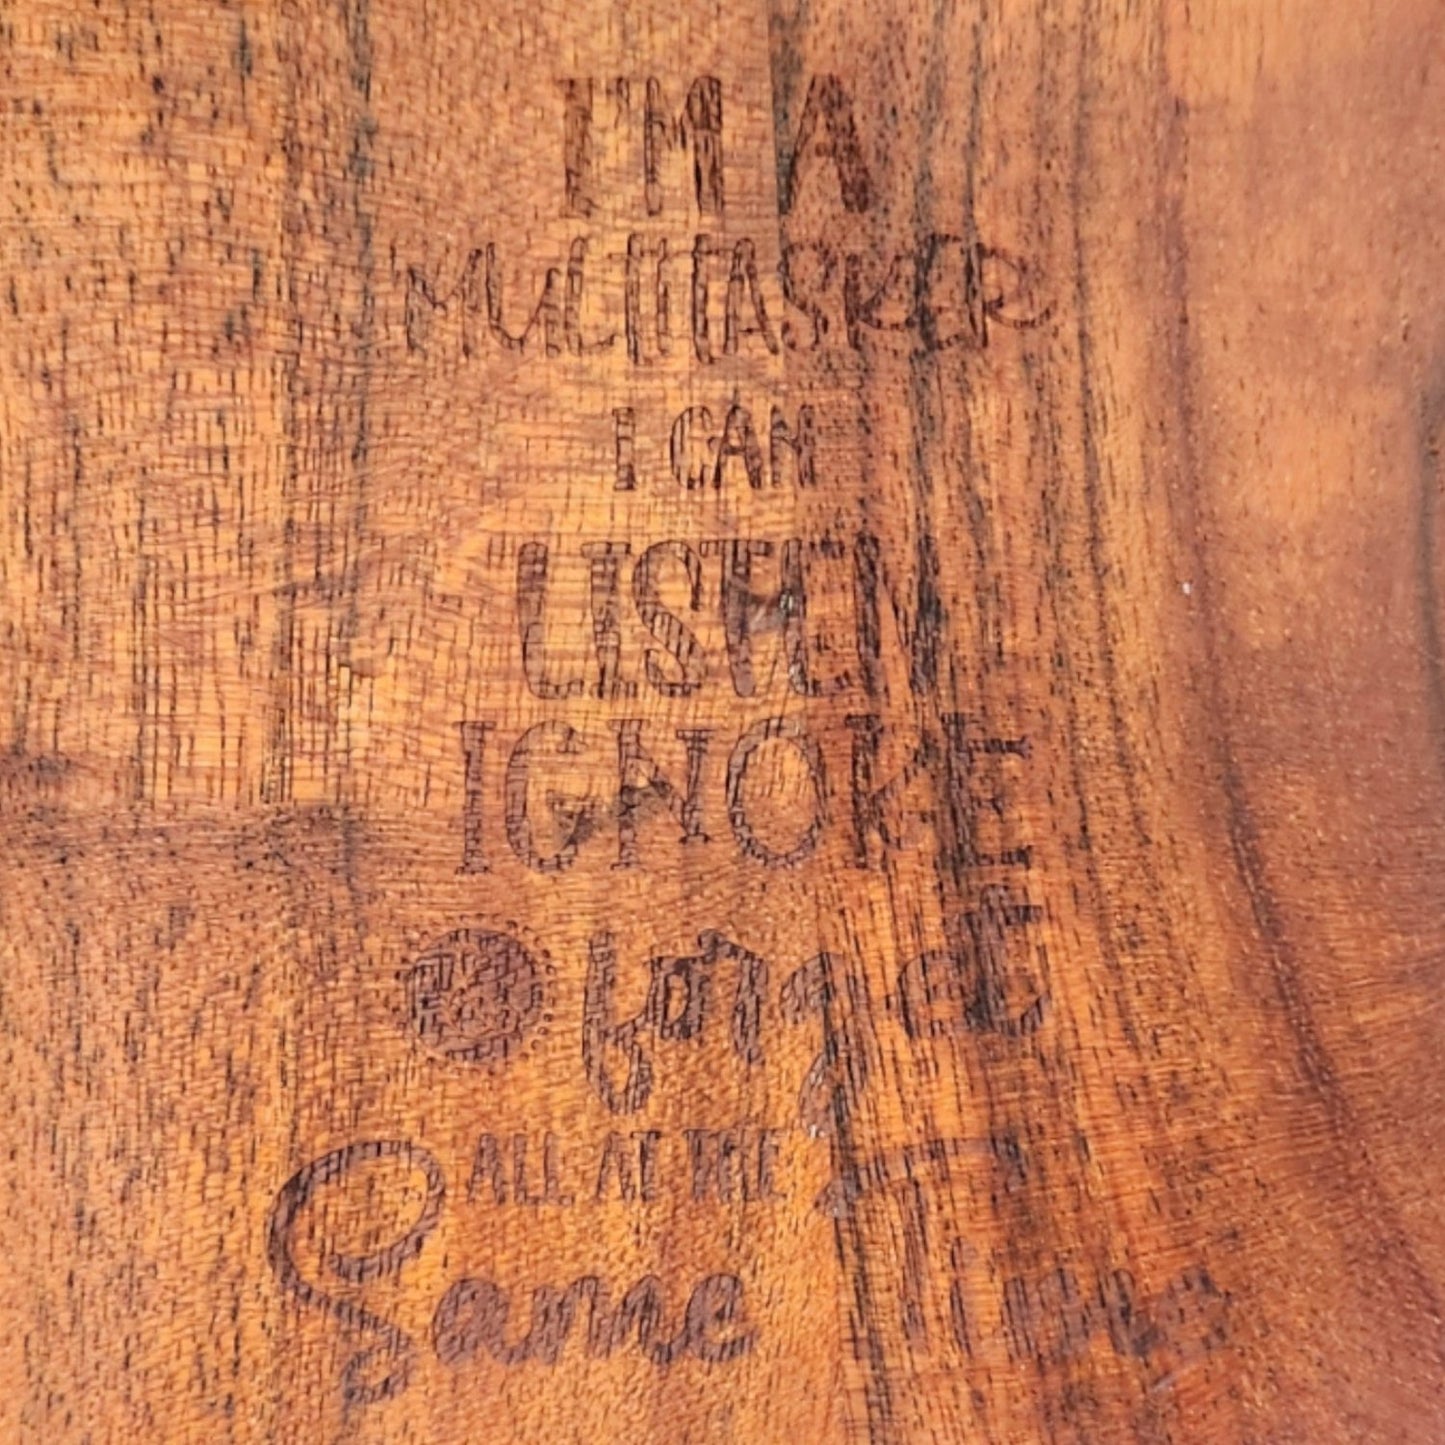 I'M A
MULTITASKER
I CAN
LISTEN
IGNORE
& forget
ALL AT THE
Same Time